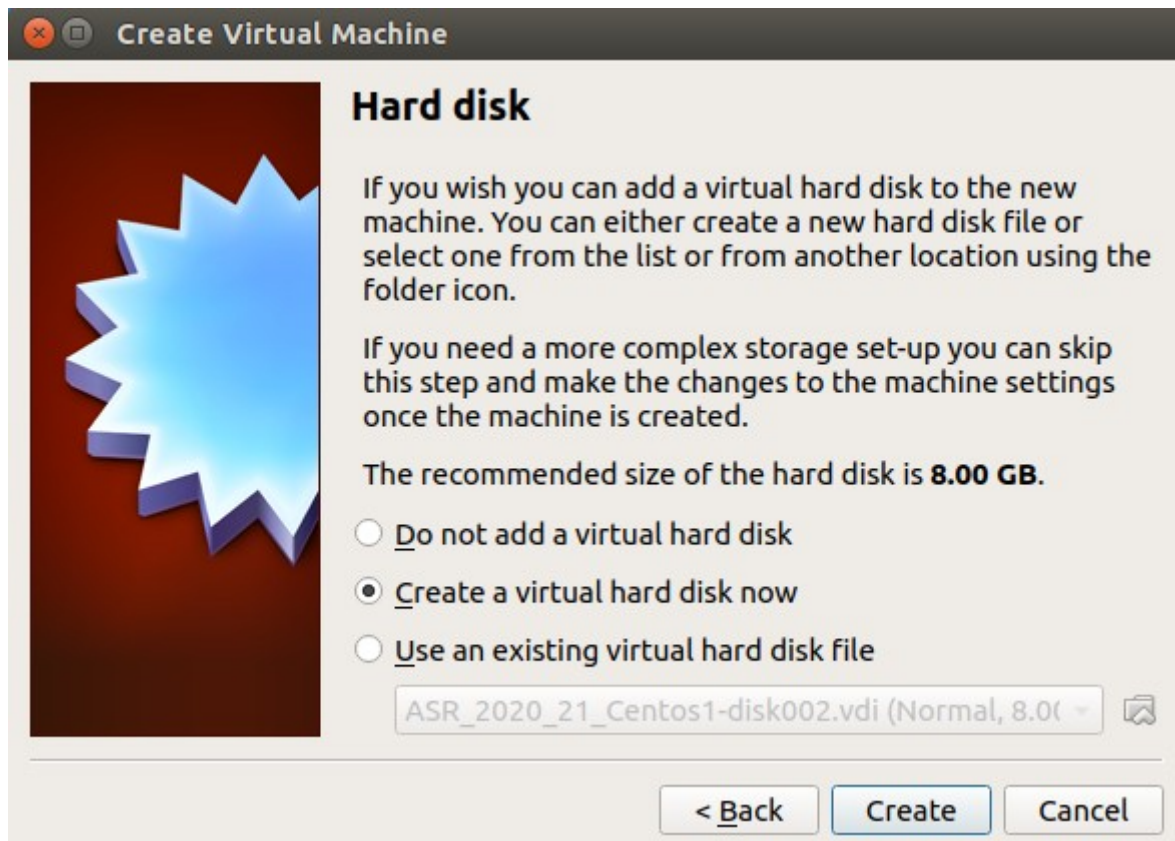 Create Virtual Machine
Hard disk
If you wish you can add a virtual hard disk to the new
machine. You can either create a new hard disk file or
select one from the list or from another location using the
folder icon.
If you need a more complex storage set-up you can skip
this step and make the changes to the machine settings
once the machine is created.
The recommended size of the hard disk is 8.00 GB.
Do not add a virtual hard disk
Create a virtual hard disk now
Use an existing virtual hard disk file
ASR_2020_21_Centos1-disk002.vdi (Normal, 8.0(
< Back Create Cancel